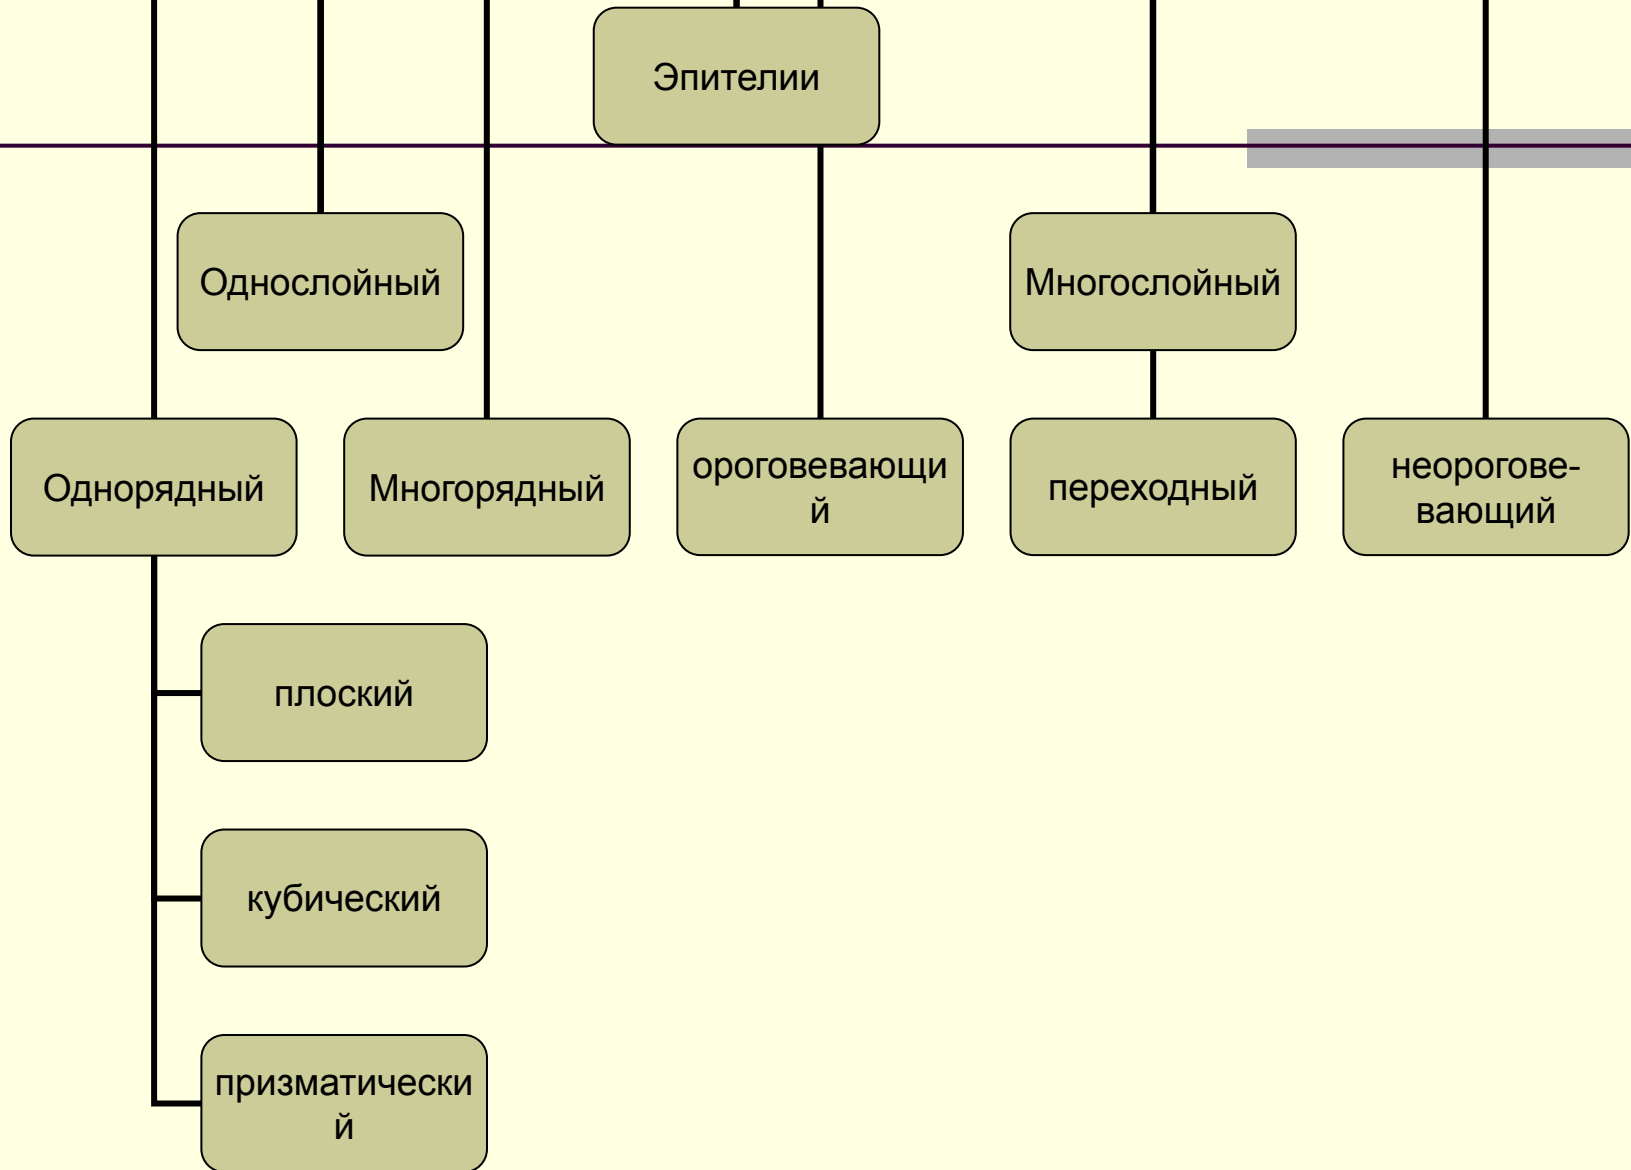 Эпителии
Однослойный
Многослойный
Однорядный
Многорядный
ороговевающи
й
переходный
неорогове-
вающий
плоский
кубический
призматически
й